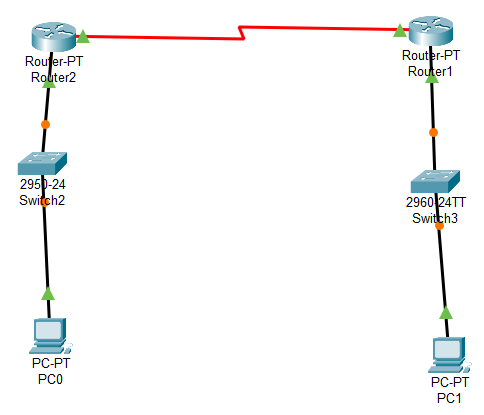 Router-PT
Router2
Router-PT
Router1
2950-24
Switch2
2960-24TT
Switch3
PC-PT
PC0
PC-PT
PC1